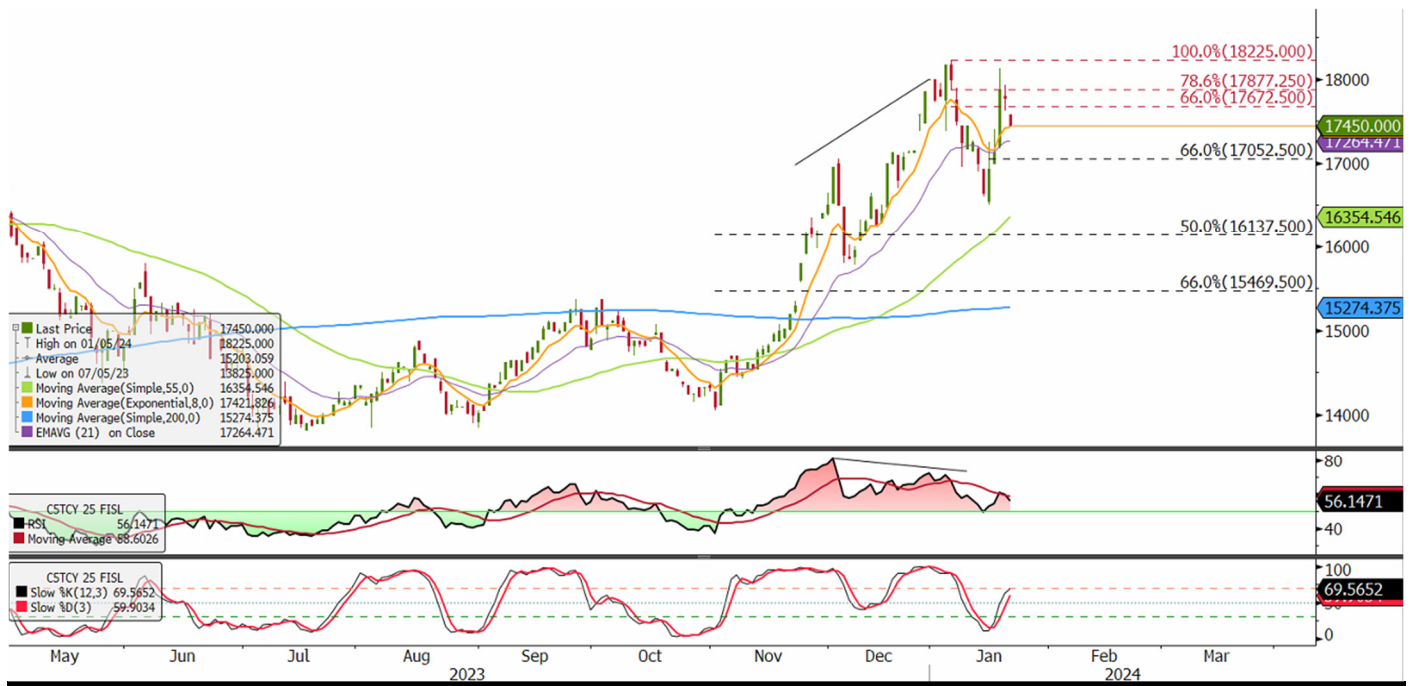 100.0%(18225.000)
78.6%(17877.250)
66.0%(17672.500)
66.0%(17052.500)
50.0%(16137.500)
66.0%(15469.500)
18000
17450.000
17264.471
17000
16354.546
16000
15274.375
15000
14000
Last Price 17450.000
High on 01/05/24 18225.000
Average 15203.059
Low on 07/05/23 13825.000
Moving Average(Simple,55,0) 16354.546
Moving Average(Exponential,8,0) 17421.826
Moving Average(Simple,200,0) 15274.375
EMAVG (21) on Close 17264.471
C5TCY 25 FISL
RSI 56.1471
Moving Average 58.6026
80
56.1471
40
C5TCY 25 FISL
Slow %K(12,3) 69.5652
Slow %D(3) 59.9034
100
69.5652
0
May Jun Jul Aug Sep Oct Nov Dec Jan Feb Mar
2023 2024